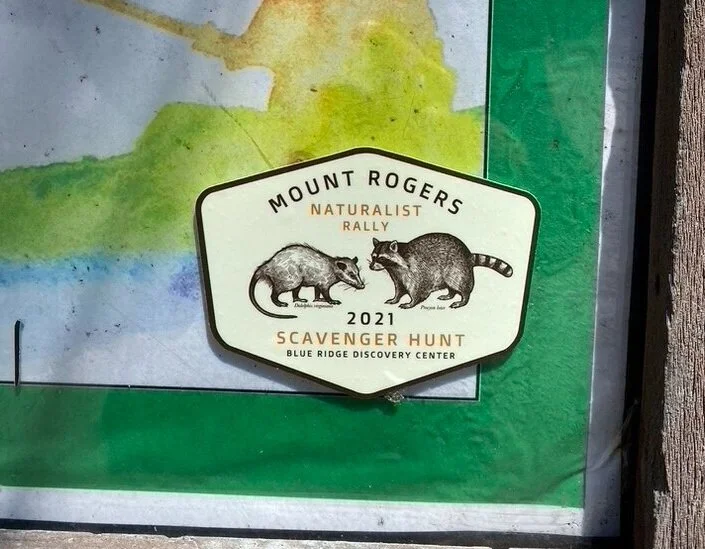 MOUNT ROGERS
NATURALIST
RALLY
Didelphis virginiana
Procyon lotor
2021
SCAVENGER HUNT
BLUE RIDGE DISCOVERY CENTER